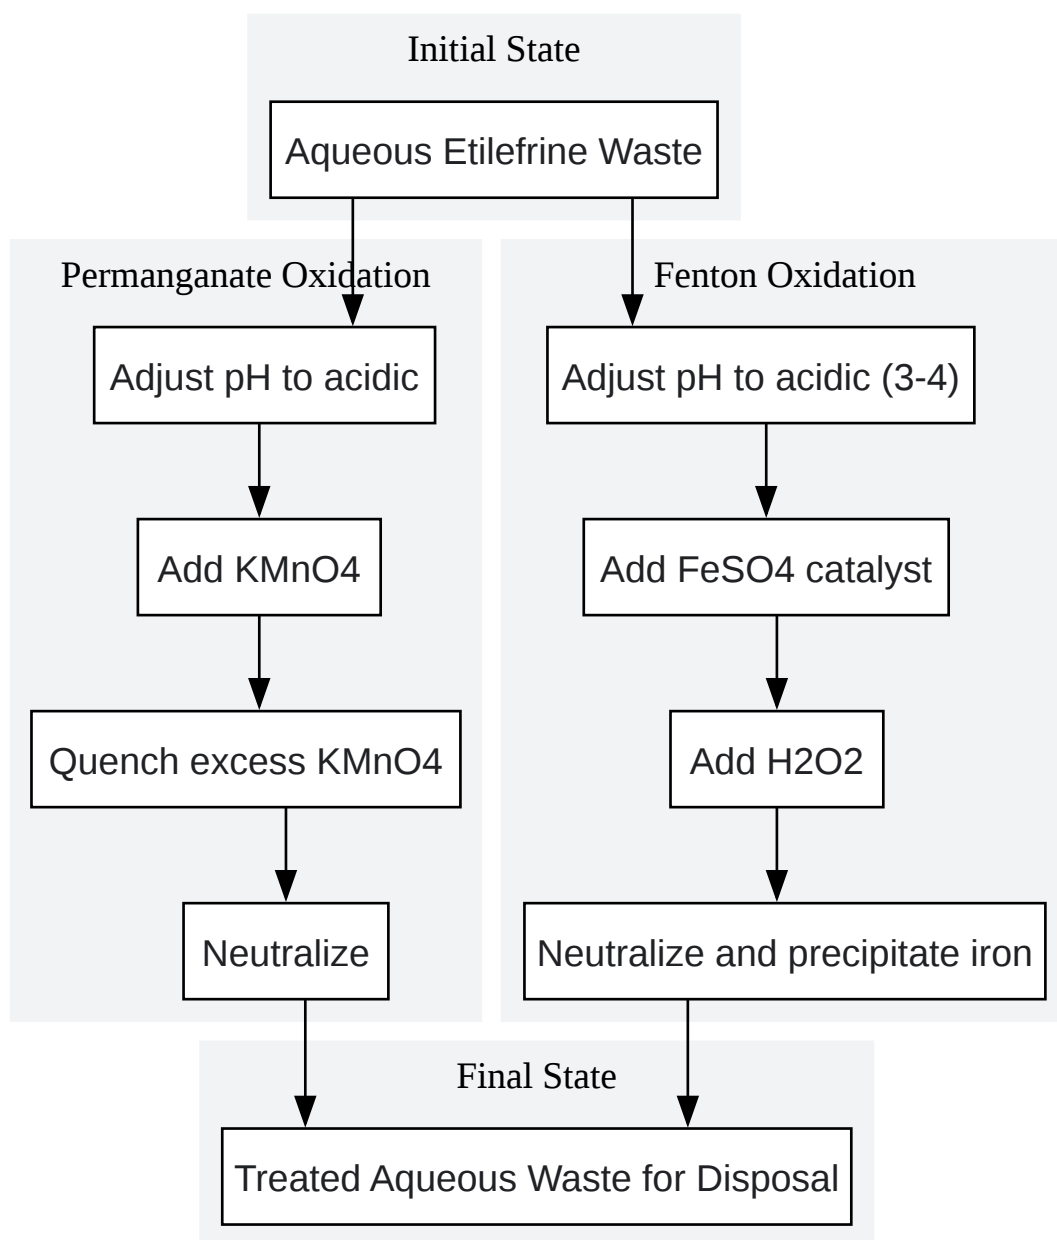 Initial State
Aqueous Etilefrine Waste
Permanganate Oxidation
Adjust pH to acidic
Add KMnO4
Quench excess KMnO4
Neutralize
Fenton Oxidation
Adjust pH to acidic (3-4)
Add FeSO4 catalyst
Add H2O2
Neutralize and precipitate iron
Final State
Treated Aqueous Waste for Disposal